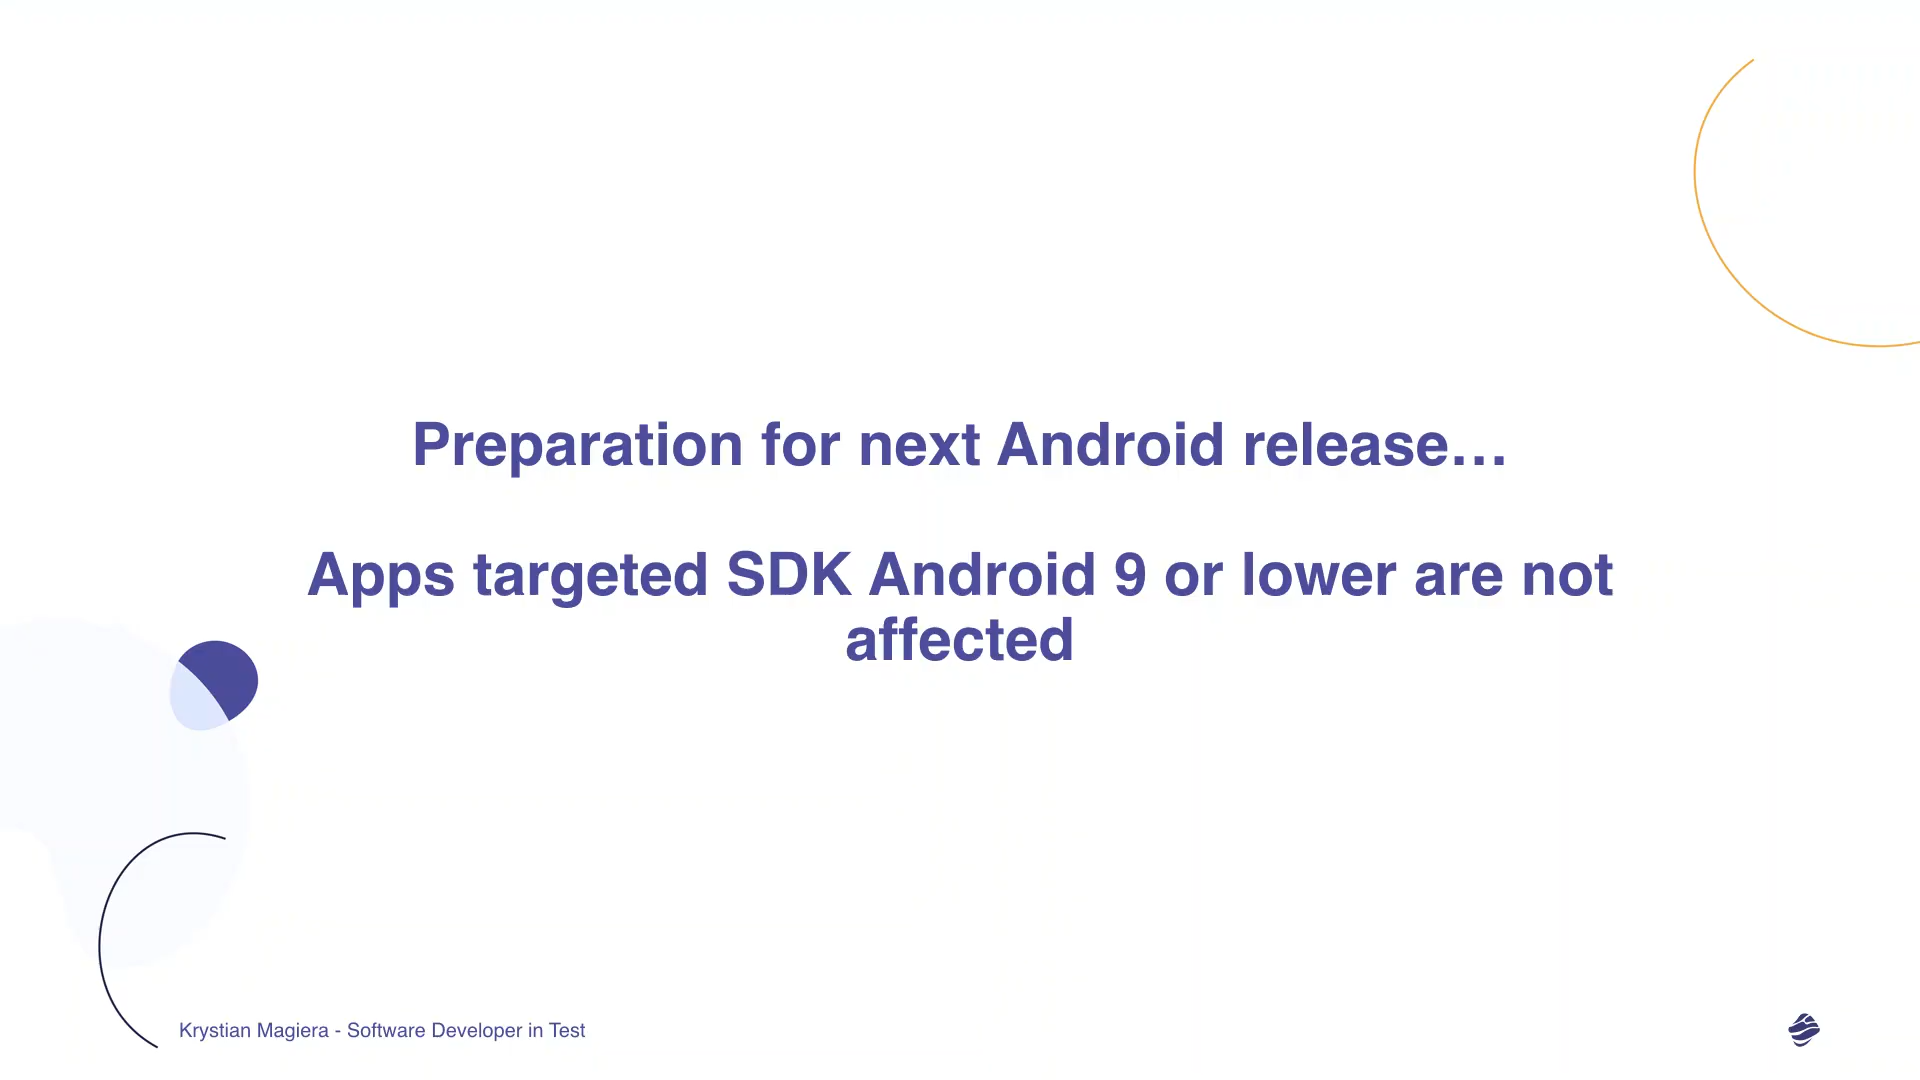 Preparation for next Android release…
Apps targeted SDK Android 9 or lower are not
affected
Krystian Magiera - Software Developer in Test